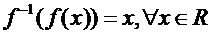 f⁻¹(f(x)) = x, ∀x ∈ R